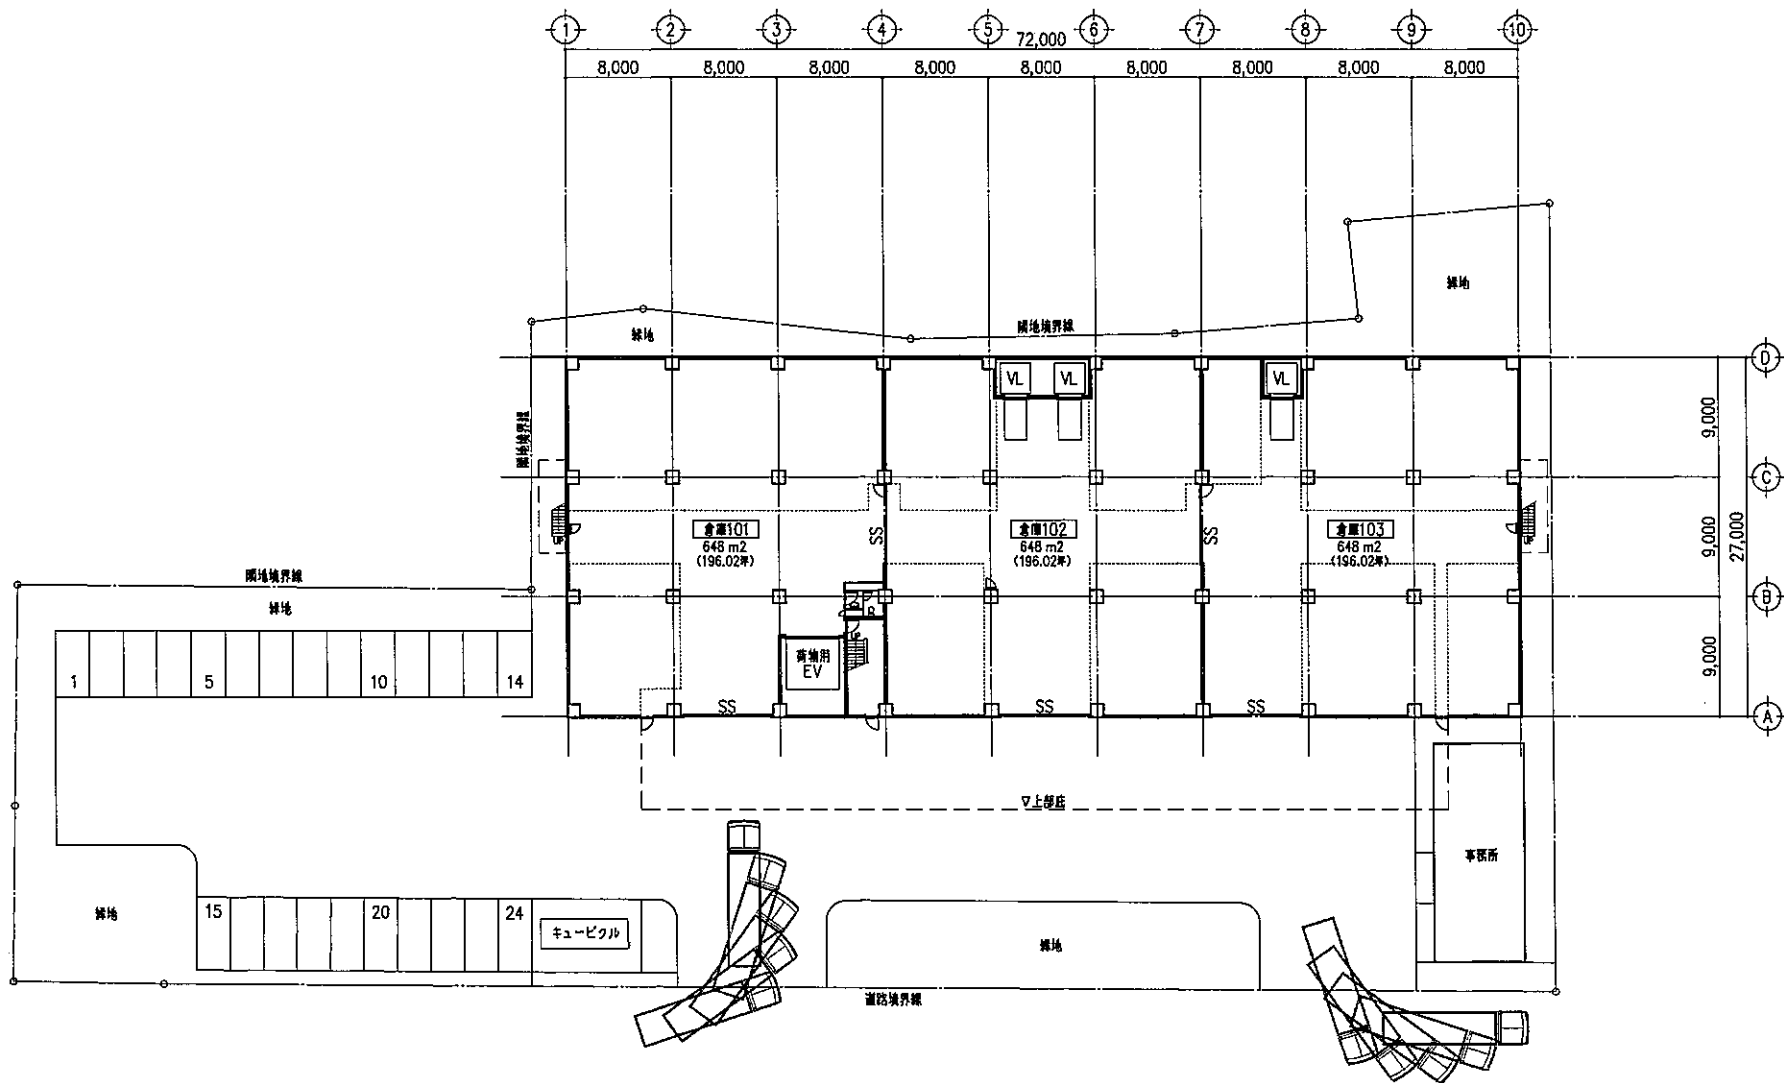 1 2 3 4 5 6 7 8 9 10
72,000
8,000 8,000 8,000 8,000 8,000 8,000 8,000 8,000 8,000
緑地
隣地境界線
緑地
VL VL VL
D
隣地境界線
9,000
C
倉庫101
648 m2
(196.02坪)
SS
倉庫102
648 m2
(196.02坪)
SS
倉庫103
648 m2
(196.02坪)
UP
UP
9,000
27,000
隣地境界線
緑地
B
UP
荷物用
EV
9,000
1 5 10 14
SS SS SS
A
▽上部庇
事務所
緑地
15 20 24
キュービクル
緑地
道路境界線